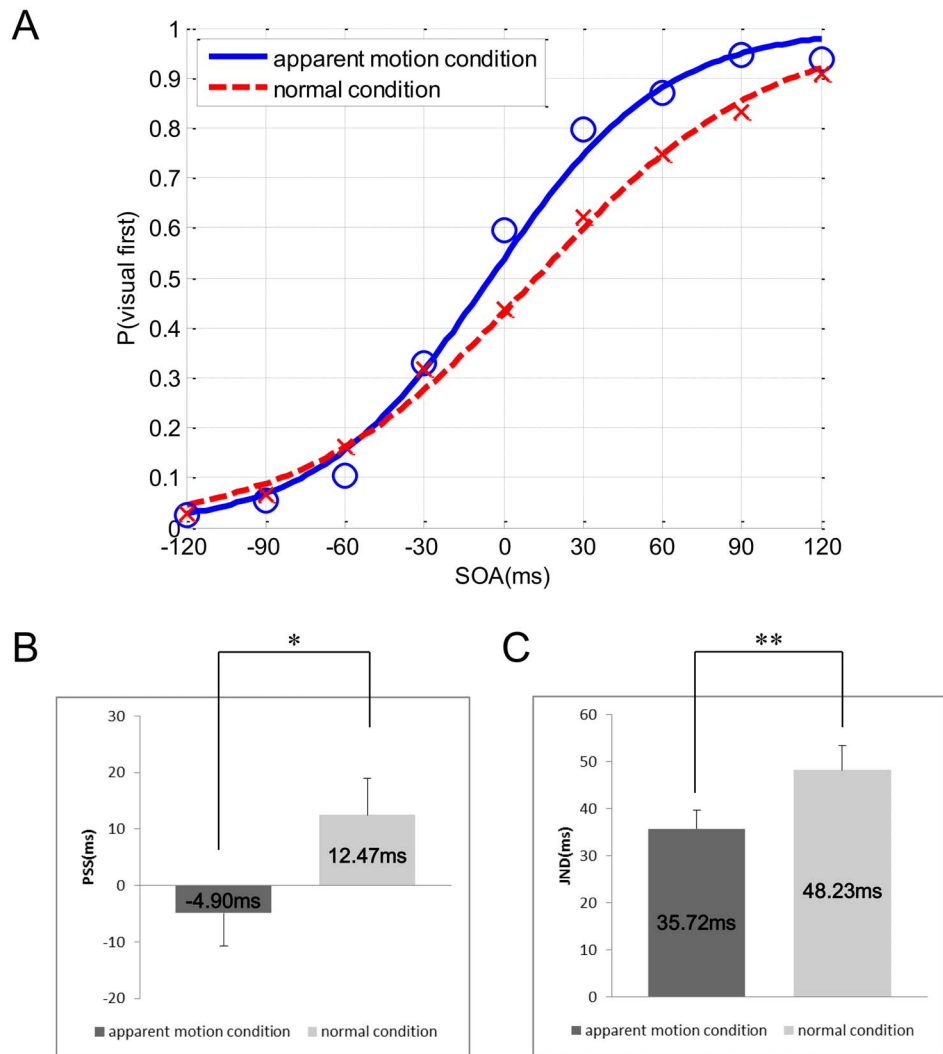 A
apparent motion condition
normal condition
P(visual first)
1
0.9
0.8
0.7
0.6
0.5
0.4
0.3
0.2
0.1
0
-120 -90 -60 -30 0 30 60 90 120
SOA(ms)
B
*
PSS(ms)
30
20
10
0
-10
-20
-4.90ms
12.47ms
apparent motion condition normal condition
C
**
JND(ms)
60
50
40
30
20
10
0
35.72ms
48.23ms
apparent motion condition normal condition